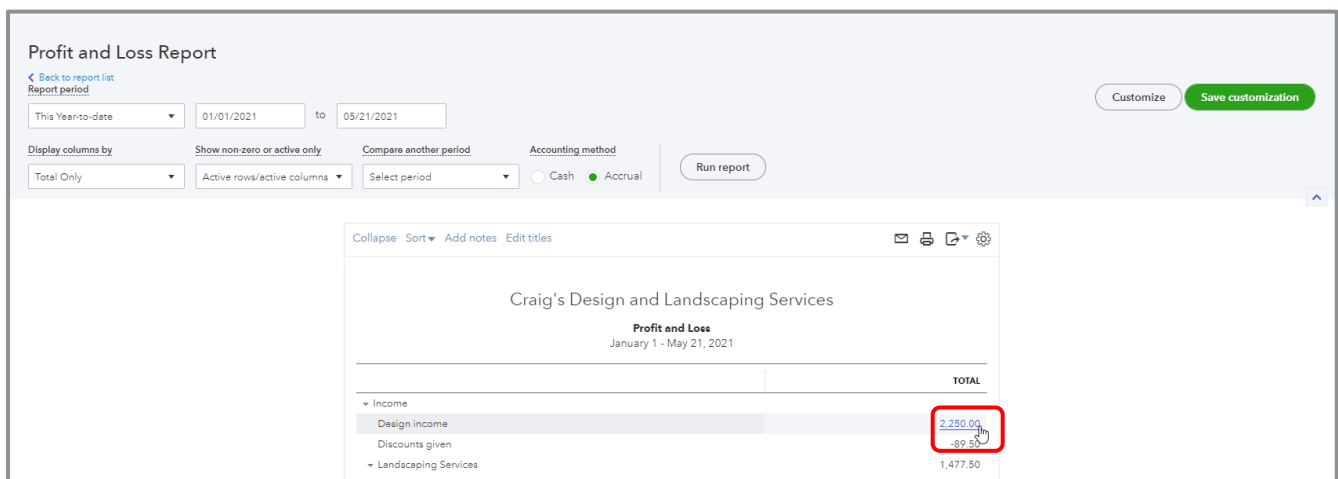 Profit and Loss Report
Back to report list
Report period
This Year-to-date 01/01/2021 to 05/21/2021
Customize Save customization
Display columns by Show non-zero or active only Compare another period Accounting method
Total Only Active rows/active columns Select period Cash Accrual Run report
Collapse Sort Add notes Edit titles
Craig's Design and Landscaping Services
Profit and Loss
January 1 - May 21, 2021
TOTAL
Income
Design income 2,250.00
Discounts given -89.50
Landscaping Services 1,477.50